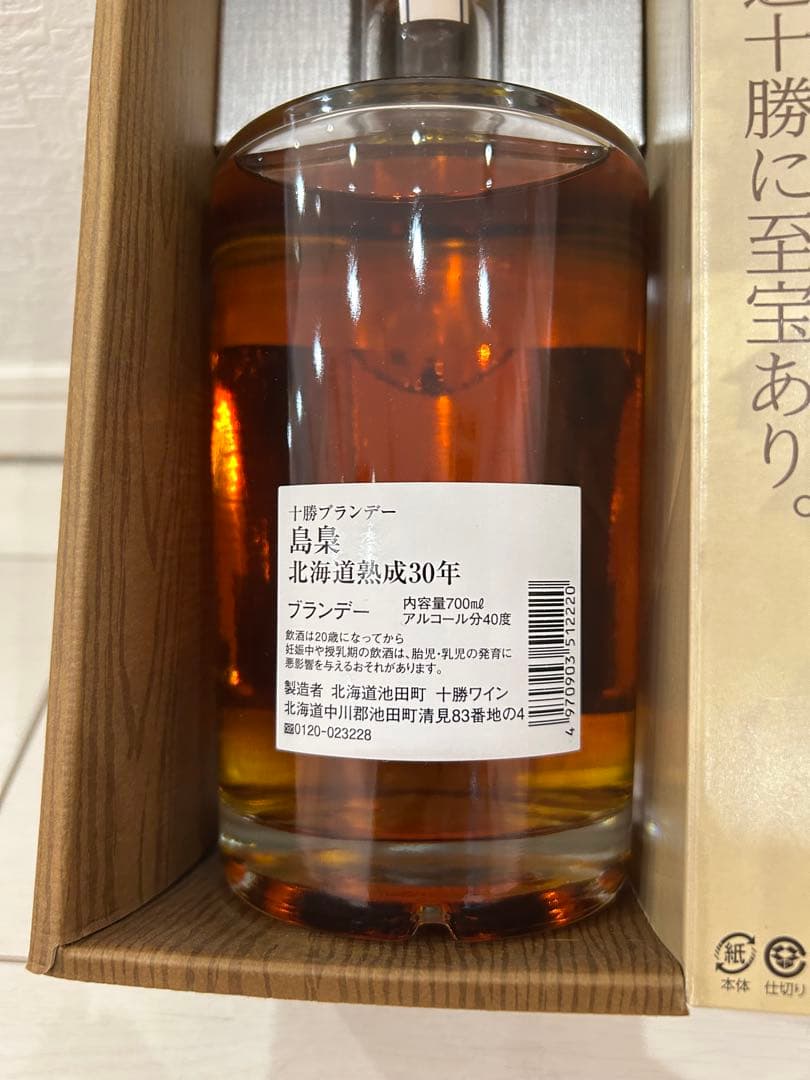 十勝に至宝あり。
十勝ブランデー
島梟
北海道熟成30年
ブランデー 内容量700㎖
アルコール分40度
飲酒は20歳になってから
妊娠中や授乳期の飲酒は、胎児・乳児の発育に
悪影響を与えるおそれがあります。
製造者 北海道池田町 十勝ワイン
北海道中川郡池田町清見83番地の4
0120-023228
4 970903 512220
紙
本体
仕切り